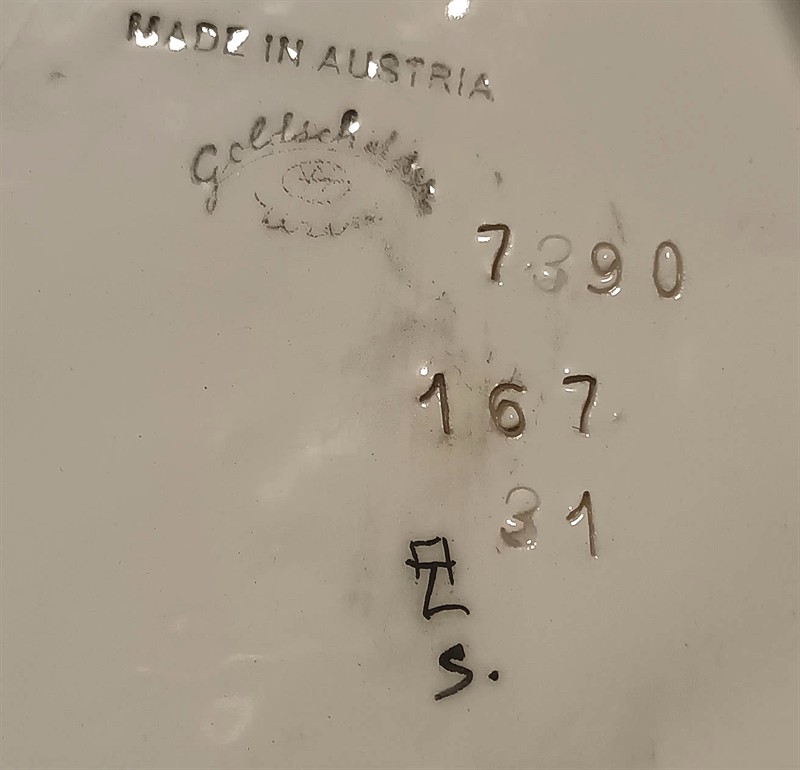 MADE IN AUSTRIA
Goldscheider
7390
167
31
S.